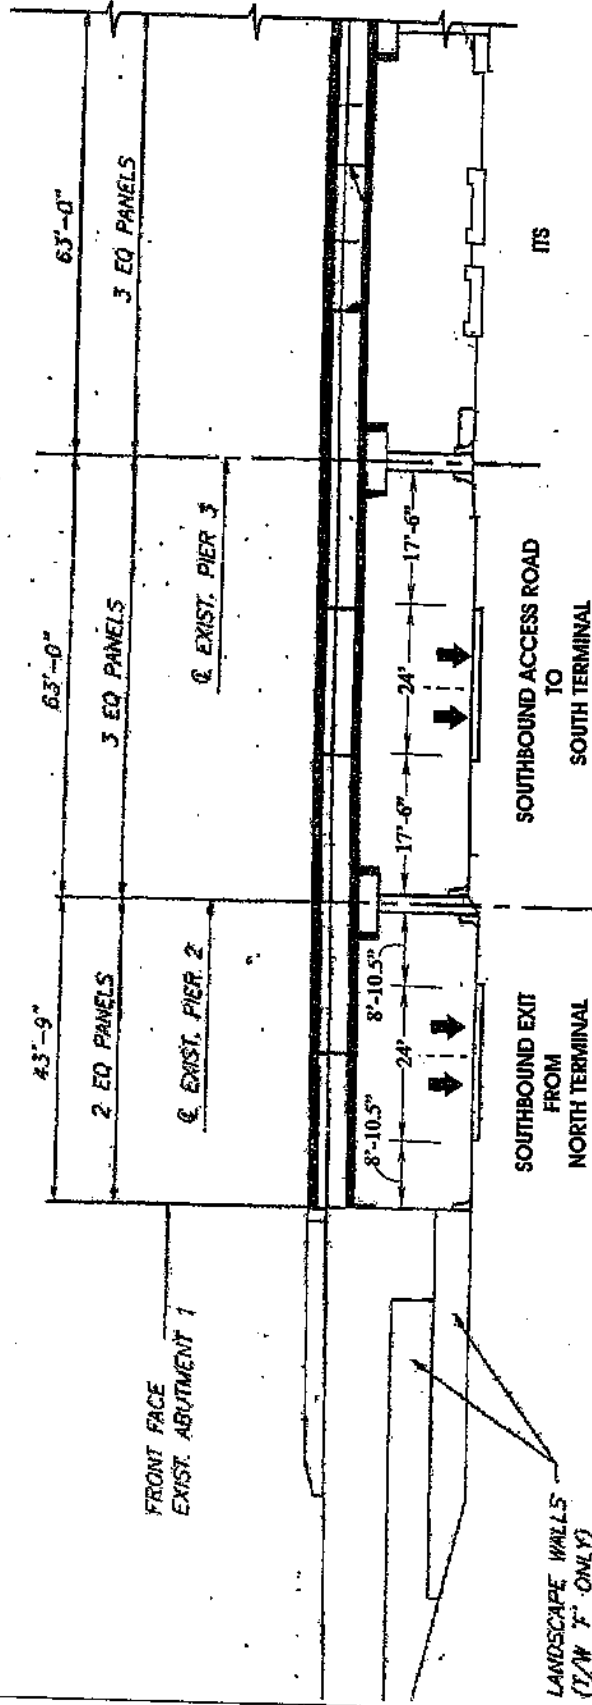 43'-9"
63'-0"
63'-0"
2 EQ PANELS
3 EQ PANELS
3 EQ PANELS
FRONT FACE
EXIST. ABUTMENT 1
℄ EXIST. PIER 2
℄ EXIST. PIER 3
8'-10.5"
24'
8'-10.5"
17'-6"
24'
17'-6"
LANDSCAPE WALLS
(T/W "F" ONLY)
SOUTHBOUND EXIT
FROM
NORTH TERMINAL
SOUTHBOUND ACCESS ROAD
TO
SOUTH TERMINAL
ITS